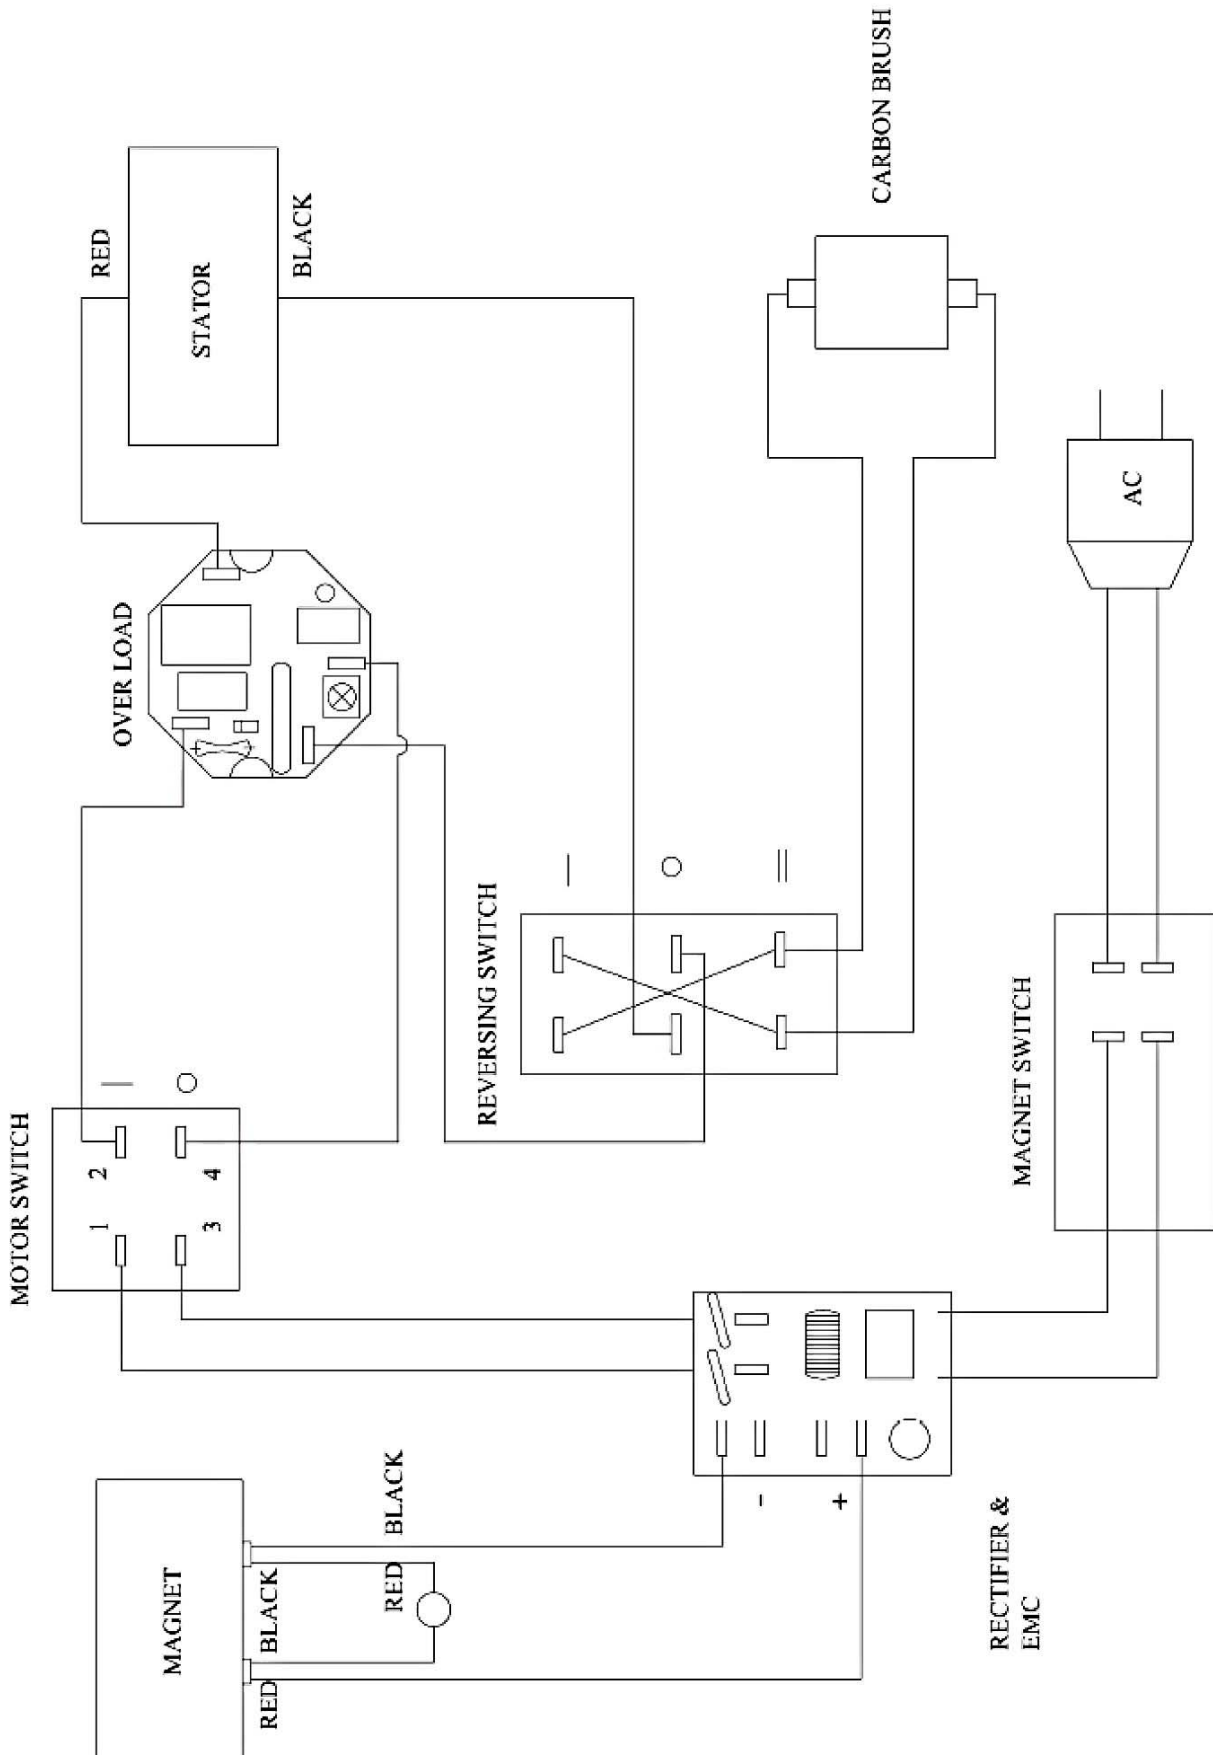 MOTOR SWITCH
1
2
3
4
OVER LOAD
+
-
RED
STATOR
BLACK
MAGNET
RED
BLACK
RED
BLACK
REVERSING SWITCH
CARBON BRUSH
RECTIFIER &
EMC
-
+
MAGNET SWITCH
AC